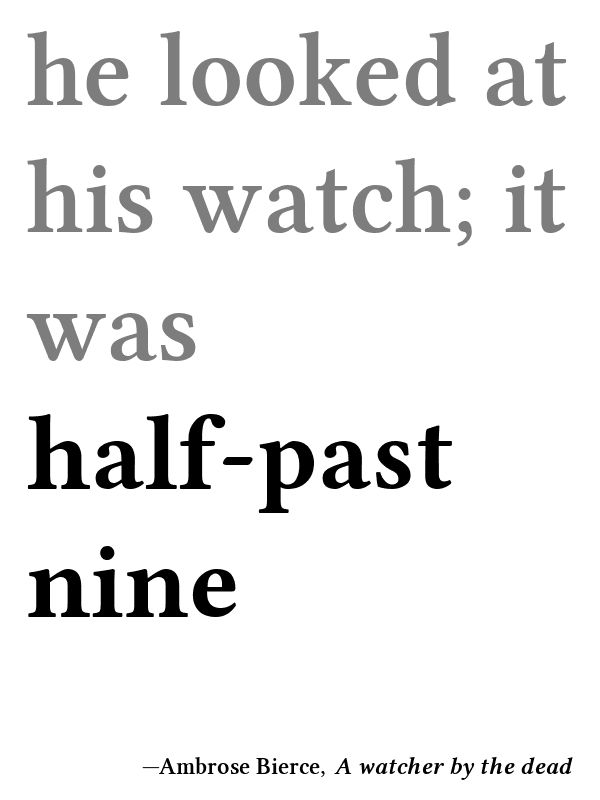 he looked at
his watch; it
was
half-past
nine
—Ambrose Bierce, A watcher by the dead